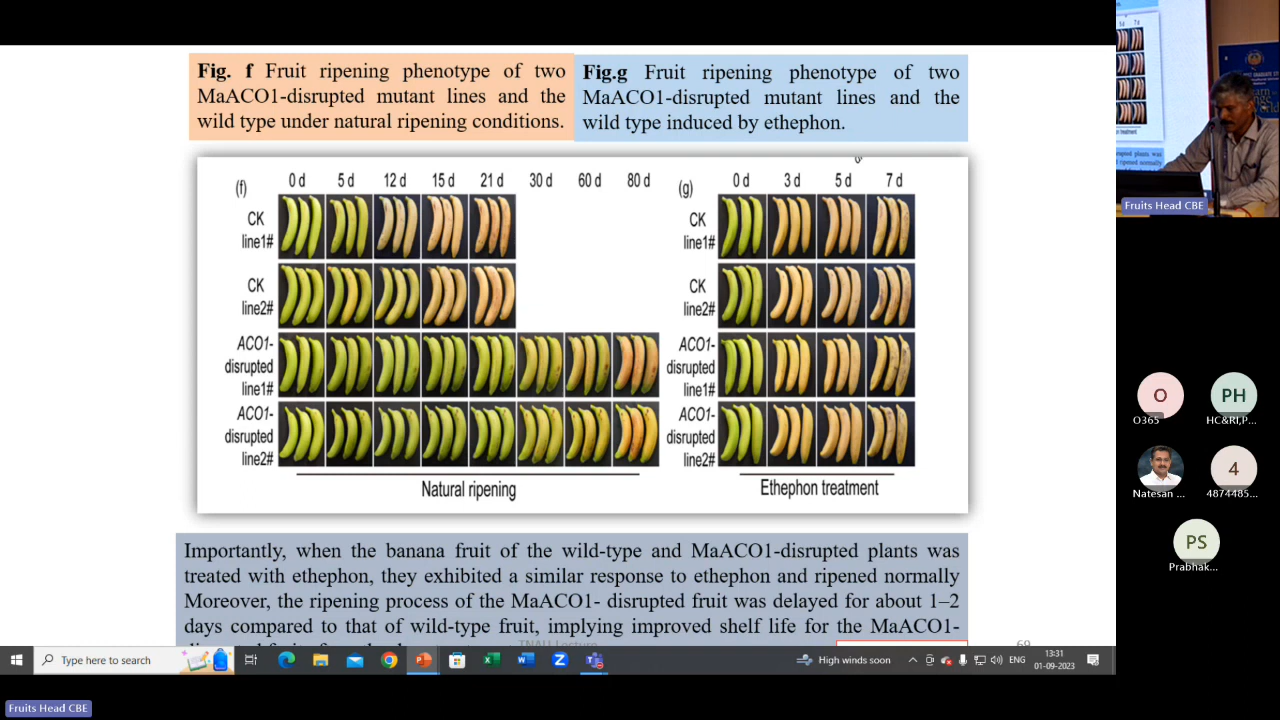 Fig. f Fruit ripening phenotype of two
MaACO1-disrupted mutant lines and the
wild type under natural ripening conditions.
Fig.g Fruit ripening phenotype of two
MaACO1-disrupted mutant lines and the
wild type induced by ethephon.
(f) 0 d 5 d 12 d 15 d 21 d 30 d 60 d 80 d
CK
line1#
CK
line2#
ACO1-
disrupted
line1#
ACO1-
disrupted
line2#
Natural ripening
(g) 0 d 3 d 5 d 7 d
CK
line1#
CK
line2#
ACO1-
disrupted
line1#
ACO1-
disrupted
line2#
Ethephon treatment
Importantly, when the banana fruit of the wild-type and MaACO1-disrupted plants was
treated with ethephon, they exhibited a similar response to ethephon and ripened normally
Moreover, the ripening process of the MaACO1- disrupted fruit was delayed for about 1–2
days compared to that of wild-type fruit, implying improved shelf life for the MaACO1-
TNAU Lecture
69
Type here to search
High winds soon
ENG
13:31
01-09-2023
Fruits Head CBE
O
O365
PH
HC&RI,P...
Natesan ...
4
4874485...
PS
Prabhak...
Fruits Head CBE